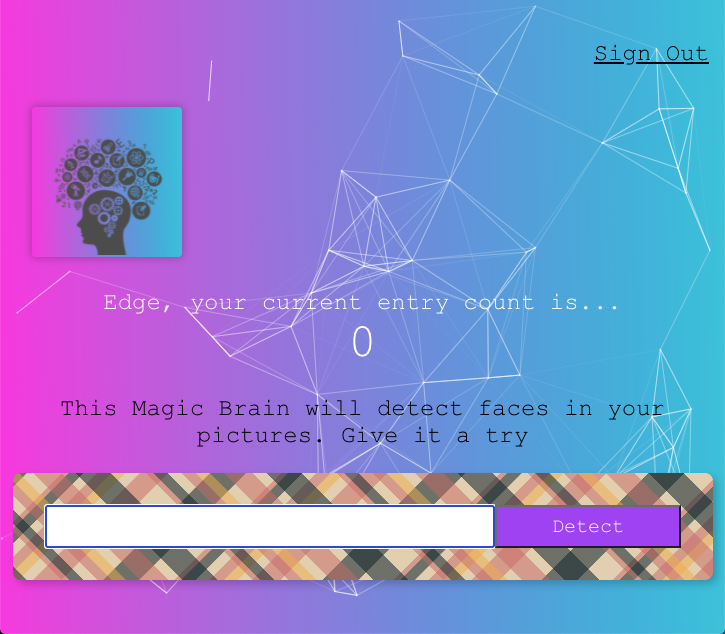 Sign Out
Edge, your current entry count is...
0
This Magic Brain will detect faces in your
pictures. Give it a try
Detect